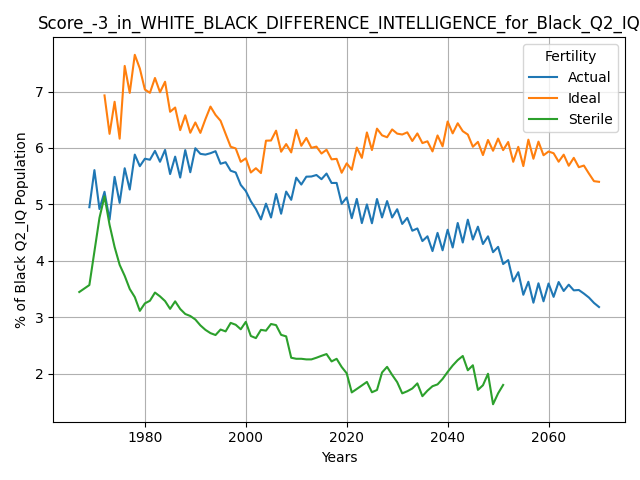 Score_-3_in_WHITE_BLACK_DIFFERENCE_INTELLIGENCE_for_Black_Q2_IQ
Fertility
Actual
Ideal
Sterile
% of Black Q2_IQ Population
7
6
5
4
3
2
1980
2000
2020
2040
2060
Years